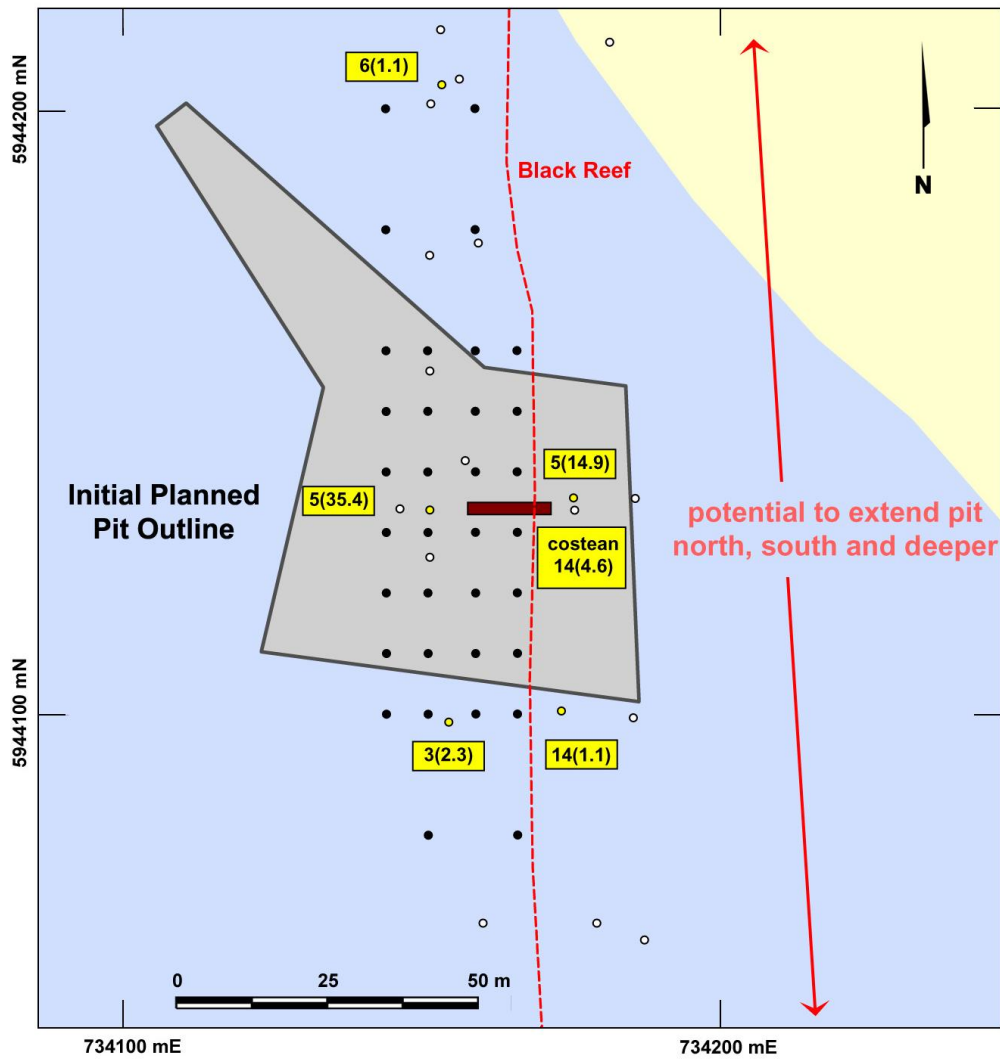 6(1.1)
5944200 mN
Black Reef
N
5(14.9)
5(35.4)
Initial Planned
Pit Outline
costean
14(4.6)
potential to extend pit
north, south and deeper
5944100 mN
3(2.3)
14(1.1)
0 25 50 m
734100 mE
734200 mE